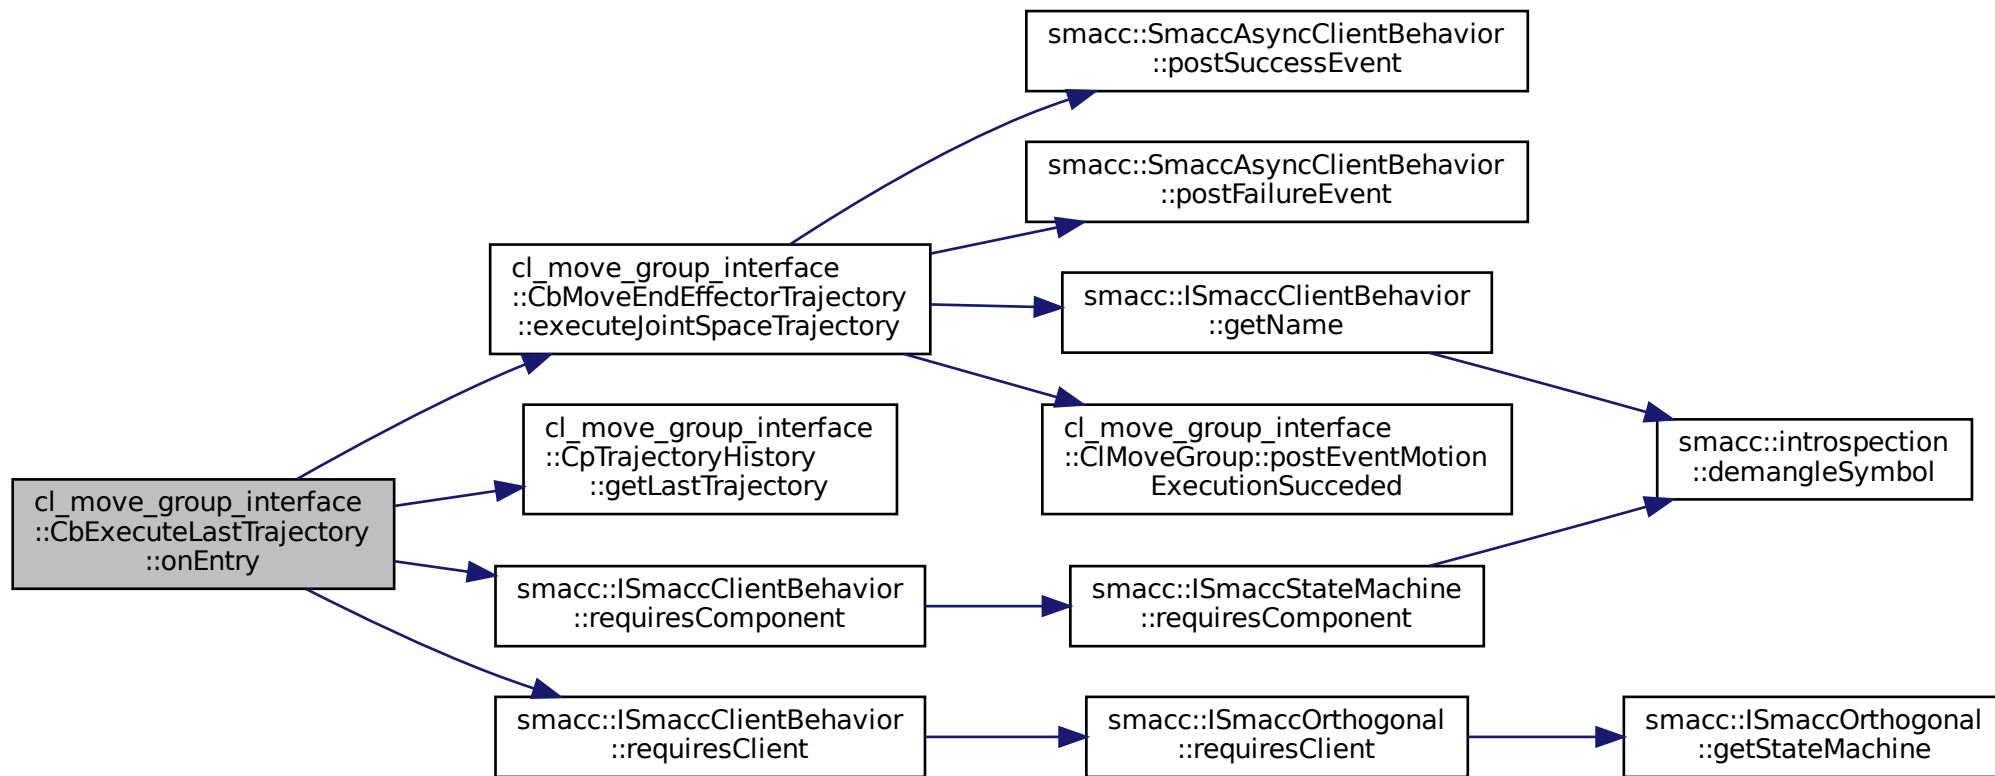 smacc::SmaccAsyncClientBehavior
::postSuccessEvent
smacc::SmaccAsyncClientBehavior
::postFailureEvent
cl_move_group_interface
::CbMoveEndEffectorTrajectory
::executeJointSpaceTrajectory
smacc::ISmaccClientBehavior
::getName
cl_move_group_interface
::CpTrajectoryHistory
::getLastTrajectory
cl_move_group_interface
::ClMoveGroup::postEventMotion
ExecutionSucceded
smacc::introspection
::demangleSymbol
cl_move_group_interface
::CbExecuteLastTrajectory
::onEntry
smacc::ISmaccClientBehavior
::requiresComponent
smacc::ISmaccStateMachine
::requiresComponent
smacc::ISmaccClientBehavior
::requiresClient
smacc::ISmaccOrthogonal
::requiresClient
smacc::ISmaccOrthogonal
::getStateMachine